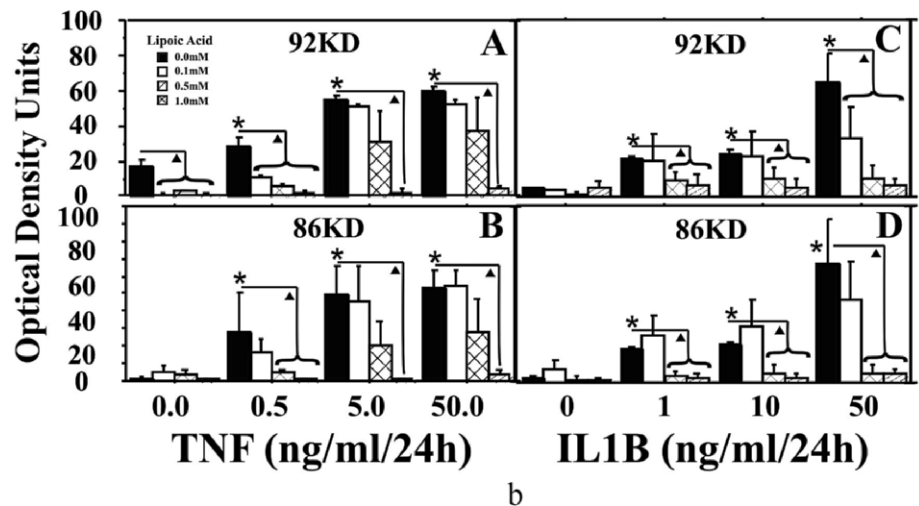 Optical Density Units
100
80
60
40
20
0
Lipoic Acid
0.0mM
0.1mM
0.5mM
1.0mM
92KD
A
*
*
*
*
92KD
C
*
*
*
100
80
60
40
20
0
86KD
B
*
*
*
86KD
D
*
*
*
0.0 0.5 5.0 50.0
0 1 10 50
TNF (ng/ml/24h)
IL1B (ng/ml/24h)
b